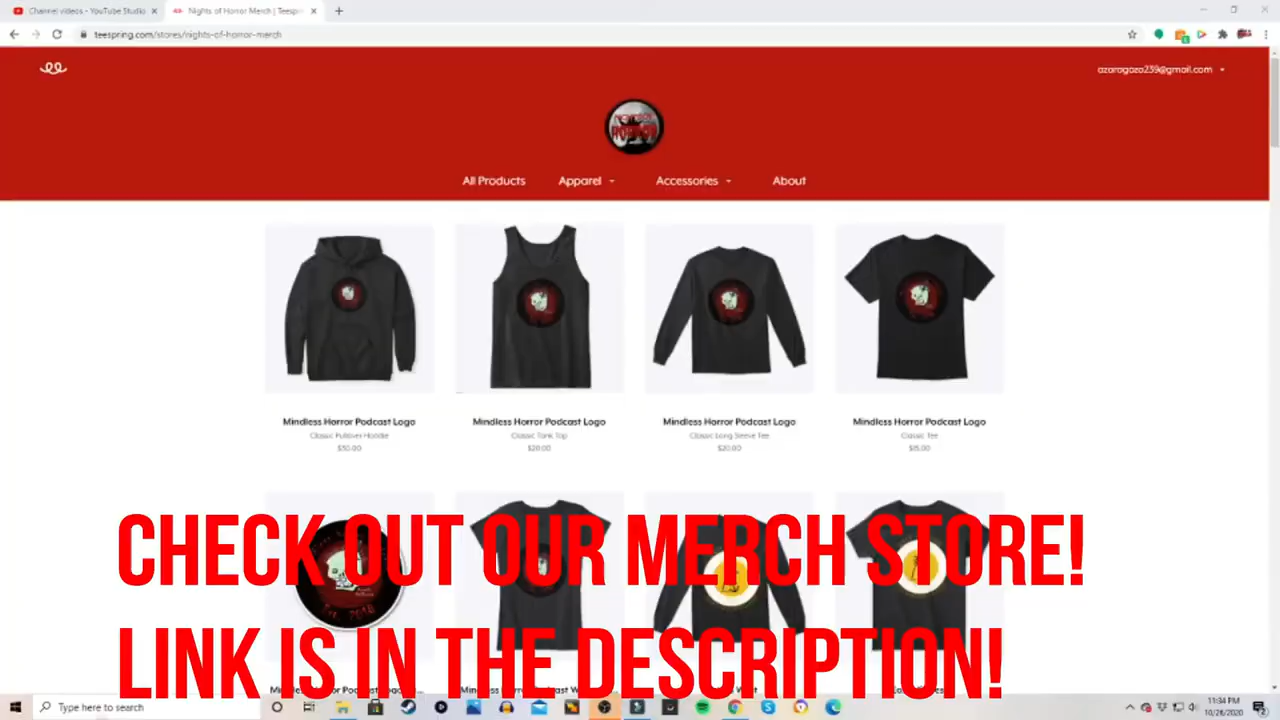 Channel videos - YouTube Studio
Nights of Horror Merch | Teespri
teespring.com/stores/nights-of-horror-merch
azaragoza239@gmail.com
HORROR
All Products Apparel Accessories About
Mindless Horror Podcast Logo Mindless Horror Podcast Logo Mindless Horror Podcast Logo Mindless Horror Podcast Logo
Classic Pullover Hoodie Classic Tank Top Classic Long Sleeve Tee Classic Tee
$30.00 $20.00 $20.00 $15.00
CHECK OUT OUR MERCH STORE!
Est. 2018
LINK IS IN THE DESCRIPTION!
Type here to search
11:34 PM
10/26/2020